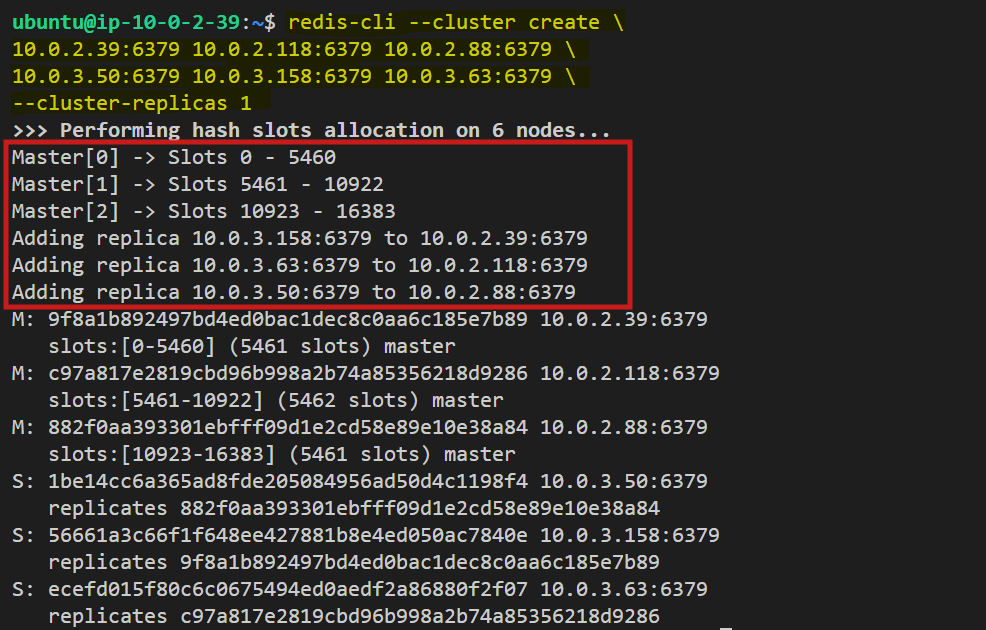 ubuntu@ip-10-0-2-39:~$ redis-cli --cluster create \
10.0.2.39:6379 10.0.2.118:6379 10.0.2.88:6379 \
10.0.3.50:6379 10.0.3.158:6379 10.0.3.63:6379 \
--cluster-replicas 1
>>> Performing hash slots allocation on 6 nodes...
Master[0] -> Slots 0 - 5460
Master[1] -> Slots 5461 - 10922
Master[2] -> Slots 10923 - 16383
Adding replica 10.0.3.158:6379 to 10.0.2.39:6379
Adding replica 10.0.3.63:6379 to 10.0.2.118:6379
Adding replica 10.0.3.50:6379 to 10.0.2.88:6379
M: 9f8a1b892497bd4ed0bac1dec8c0aa6c185e7b89 10.0.2.39:6379
   slots:[0-5460] (5461 slots) master
M: c97a817e2819cbd96b998a2b74a85356218d9286 10.0.2.118:6379
   slots:[5461-10922] (5462 slots) master
M: 882f0aa393301ebfff09d1e2cd58e89e10e38a84 10.0.2.88:6379
   slots:[10923-16383] (5461 slots) master
S: 1be14cc6a365ad8fde205084956ad50d4c1198f4 10.0.3.50:6379
   replicates 882f0aa393301ebfff09d1e2cd58e89e10e38a84
S: 56661a3c66f1f648ee427881b8e4ed050ac7840e 10.0.3.158:6379
   replicates 9f8a1b892497bd4ed0bac1dec8c0aa6c185e7b89
S: ecefd015f80c6c0675494ed0aedf2a86880f2f07 10.0.3.63:6379
   replicates c97a817e2819cbd96b998a2b74a85356218d9286